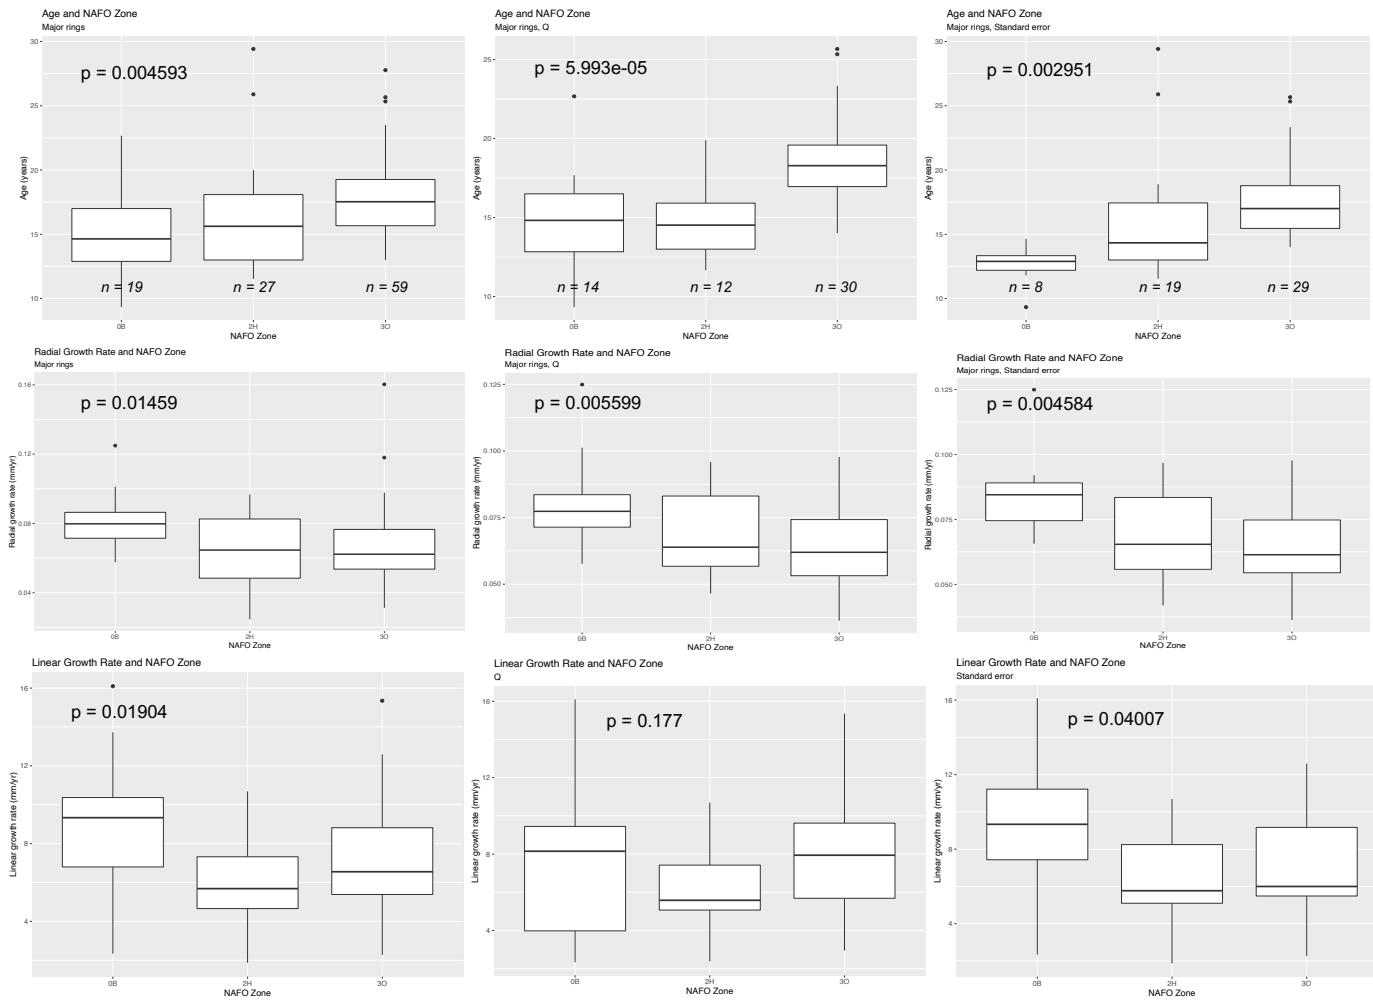 Age and NAFO Zone
Major rings
30
25
20
15
10
Age (years)
p = 0.004593
n = 19
n = 27
n = 59
0B
2H
3O
NAFO Zone
Age and NAFO Zone
Major rings, Q
25
20
15
10
Age (years)
p = 5.993e-05
n = 14
n = 12
n = 30
0B
2H
3O
NAFO Zone
Age and NAFO Zone
Major rings, Standard error
30
25
20
15
10
Age (years)
p = 0.002951
n = 8
n = 19
n = 29
0B
2H
3O
NAFO Zone
Radial Growth Rate and NAFO Zone
Major rings
0.16
0.12
0.08
0.04
Radial growth rate (mm/yr)
p = 0.01459
0B
2H
3O
NAFO Zone
Radial Growth Rate and NAFO Zone
Major rings, Q
0.125
0.100
0.075
0.050
Radial growth rate (mm/yr)
p = 0.005599
0B
2H
3O
NAFO Zone
Radial Growth Rate and NAFO Zone
Major rings, Standard error
0.125
0.100
0.075
0.050
Radial growth rate (mm/yr)
p = 0.004584
0B
2H
3O
NAFO Zone
Linear Growth Rate and NAFO Zone
16
12
8
4
Linear growth rate (mm/yr)
p = 0.01904
0B
2H
3O
NAFO Zone
Linear Growth Rate and NAFO Zone
Q
16
12
8
4
Linear growth rate (mm/yr)
p = 0.177
0B
2H
3O
NAFO Zone
Linear Growth Rate and NAFO Zone
Standard error
16
12
8
4
Linear growth rate (mm/yr)
p = 0.04007
0B
2H
3O
NAFO Zone